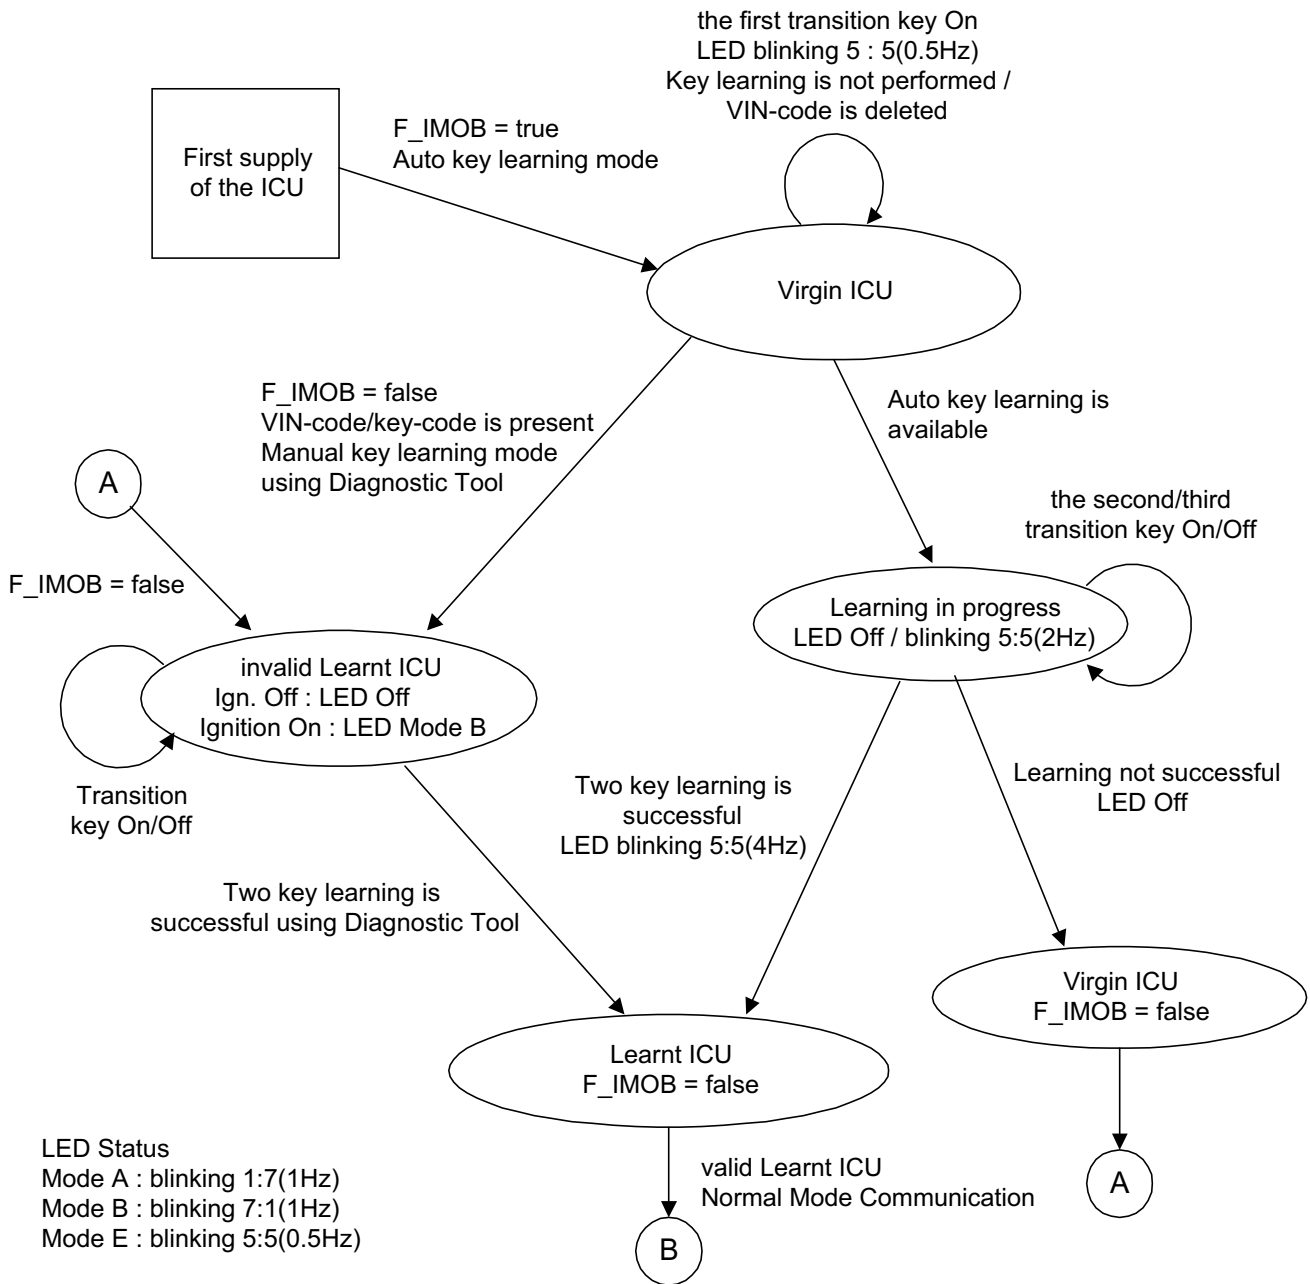 the first transition key On
LED blinking 5 : 5(0.5Hz)
Key learning is not performed /
VIN-code is deleted
F_IMOB = true
Auto key learning mode
First supply
of the ICU
Virgin ICU
F_IMOB = false
VIN-code/key-code is present
Manual key learning mode
using Diagnostic Tool
Auto key learning is
available
A
the second/third
transition key On/Off
F_IMOB = false
Learning in progress
LED Off / blinking 5:5(2Hz)
invalid Learnt ICU
Ign. Off : LED Off
Ignition On : LED Mode B
Transition
key On/Off
Two key learning is
successful
LED blinking 5:5(4Hz)
Learning not successful
LED Off
Two key learning is
successful using Diagnostic Tool
Virgin ICU
F_IMOB = false
Learnt ICU
F_IMOB = false
LED Status
Mode A : blinking 1:7(1Hz)
Mode B : blinking 7:1(1Hz)
Mode E : blinking 5:5(0.5Hz)
valid Learnt ICU
Normal Mode Communication
A
B